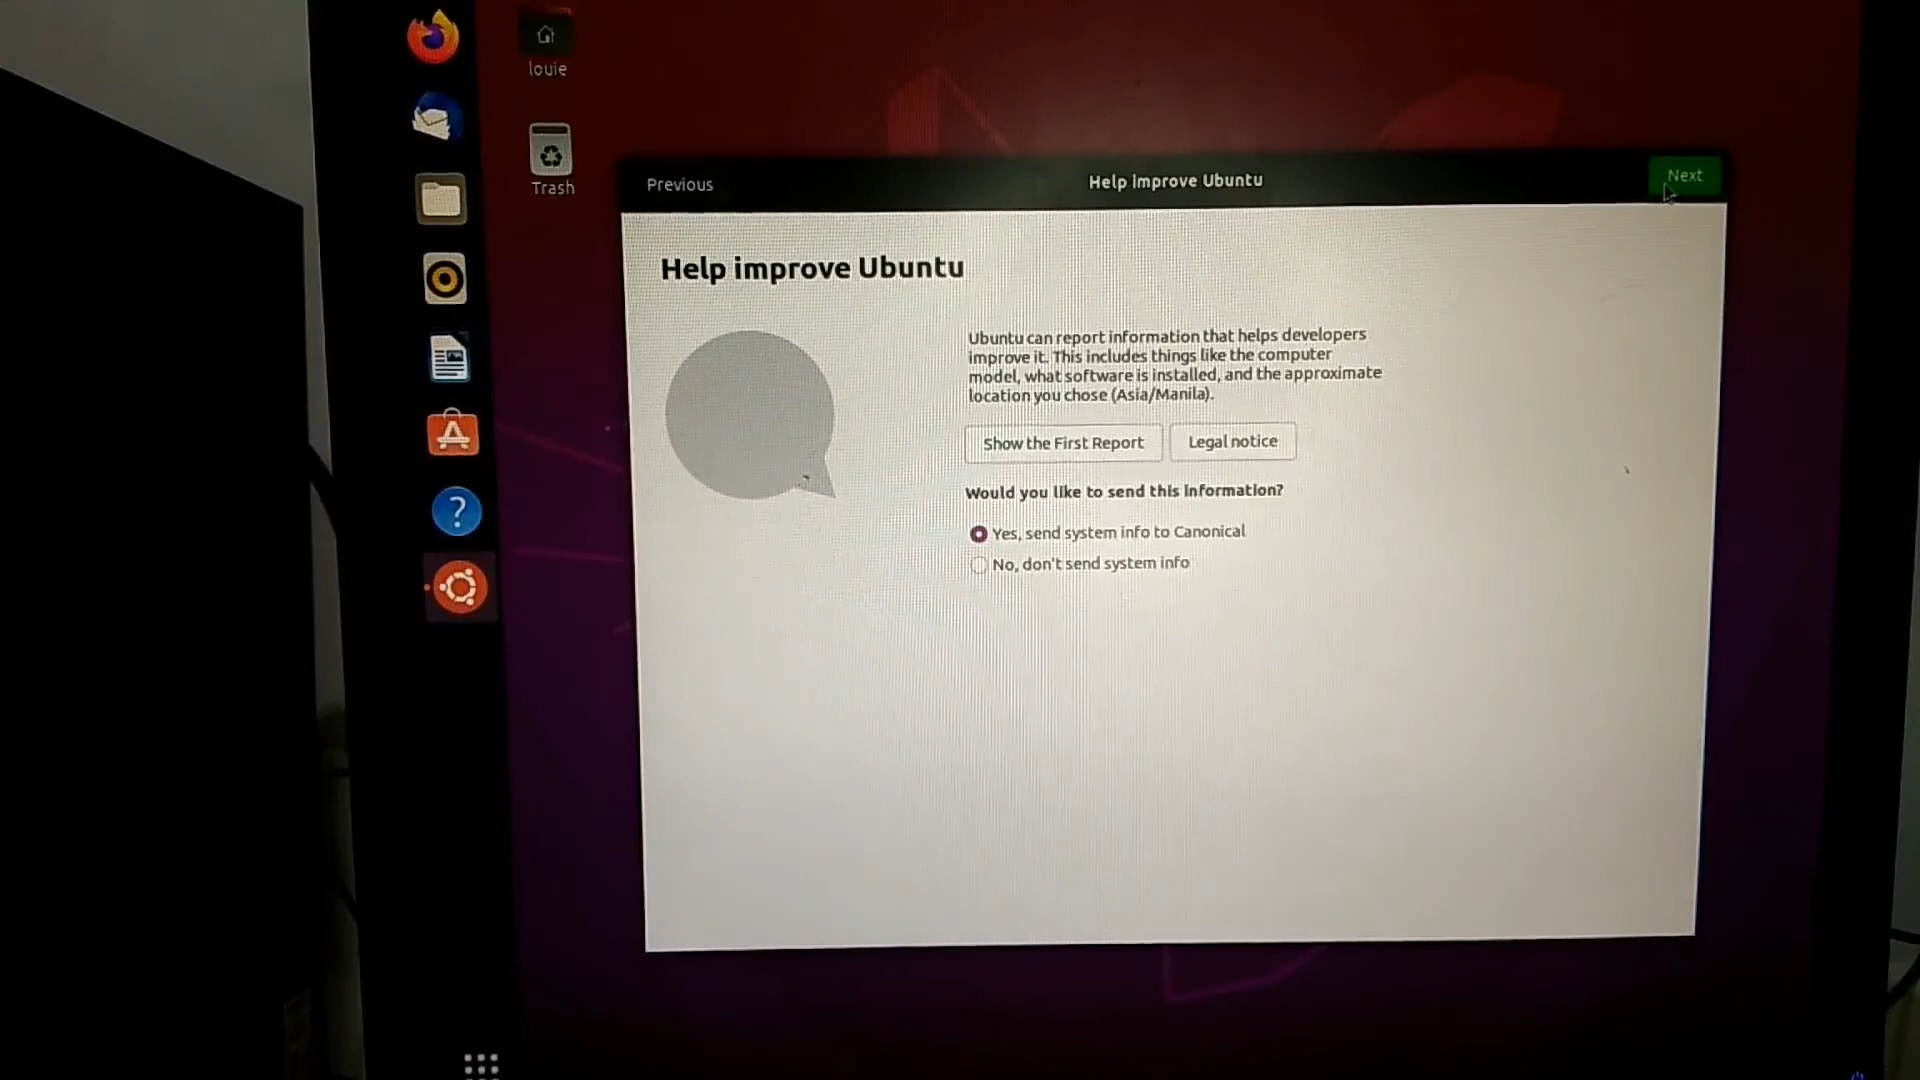 louie
Trash
Previous
Help improve Ubuntu
Next
Help improve Ubuntu
Ubuntu can report information that helps developers
improve it. This includes things like the computer
model, what software is installed, and the approximate
location you chose (Asia/Manila).
Show the First Report
Legal notice
Would you like to send this information?
Yes, send system info to Canonical
No, don't send system info